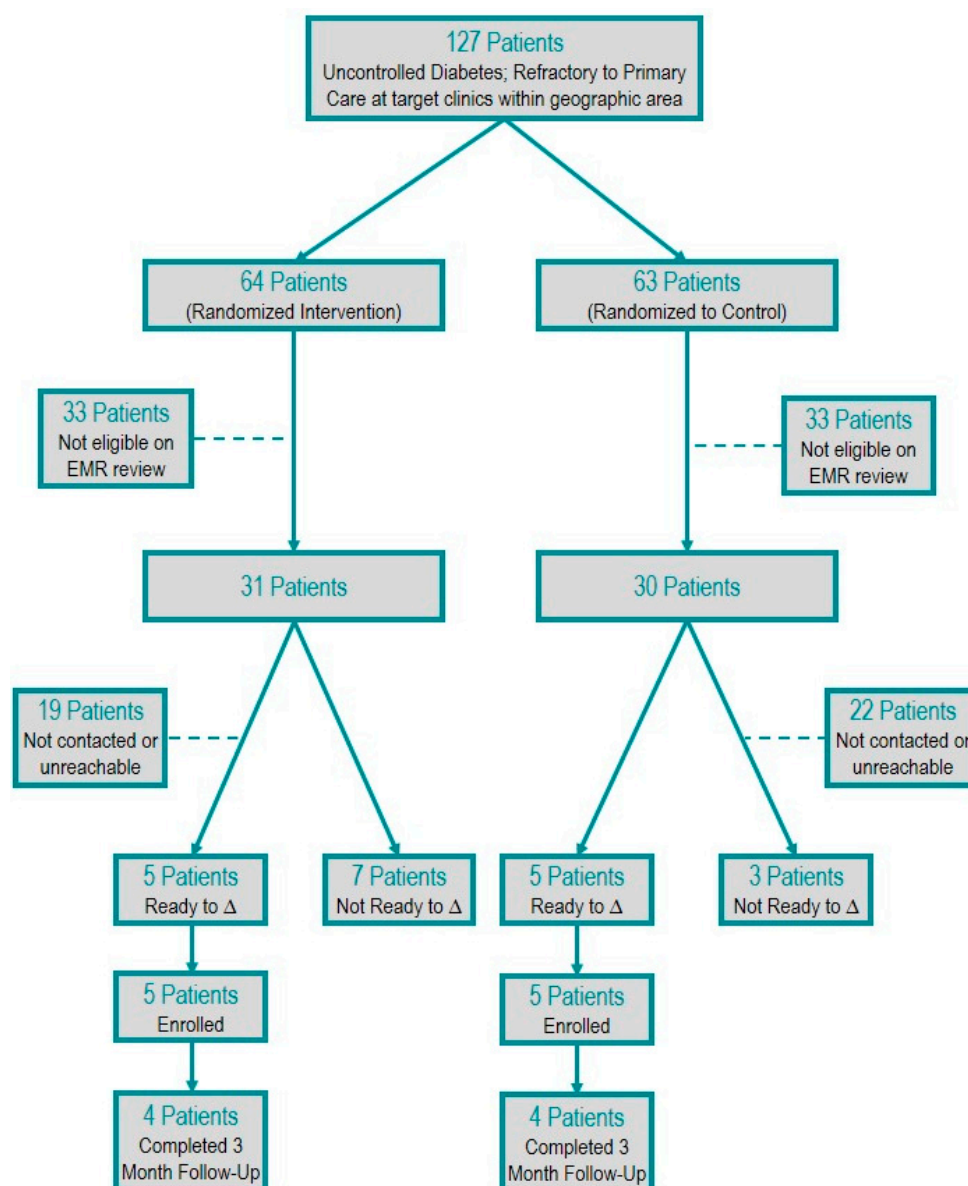 127 Patients
Uncontrolled Diabetes; Refractory to Primary
Care at target clinics within geographic area
64 Patients
(Randomized Intervention)
63 Patients
(Randomized to Control)
33 Patients
Not eligible on
EMR review
33 Patients
Not eligible on
EMR review
31 Patients
30 Patients
19 Patients
Not contacted or
unreachable
22 Patients
Not contacted or
unreachable
5 Patients
Ready to Δ
7 Patients
Not Ready to Δ
5 Patients
Ready to Δ
3 Patients
Not Ready to Δ
5 Patients
Enrolled
5 Patients
Enrolled
4 Patients
Completed 3
Month Follow-Up
4 Patients
Completed 3
Month Follow-Up